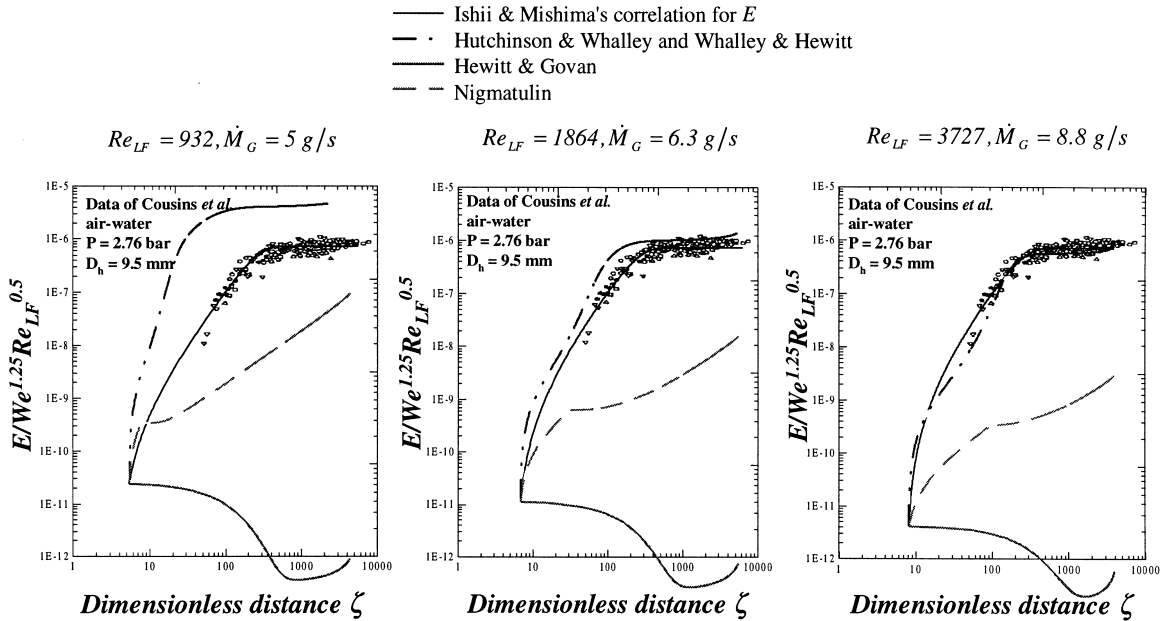 Ishii & Mishima's correlation for E
Hutchinson & Whalley and Whalley & Hewitt
Hewitt & Govan
Nigmatulin
Re_LF = 932, Ṁ_G = 5 g/s
E/We^1.25 Re_LF^0.5
1E-5
1E-6
1E-7
1E-8
1E-9
1E-10
1E-11
1E-12
Data of Cousins et al.
air-water
P = 2.76 bar
D_h = 9.5 mm
1 10 100 1000 10000
Dimensionless distance ζ
Re_LF = 1864, Ṁ_G = 6.3 g/s
E/We^1.25 Re_LF^0.5
1E-5
1E-6
1E-7
1E-8
1E-9
1E-10
1E-11
1E-12
Data of Cousins et al.
air-water
P = 2.76 bar
D_h = 9.5 mm
1 10 100 1000 10000
Dimensionless distance ζ
Re_LF = 3727, Ṁ_G = 8.8 g/s
E/We^1.25 Re_LF^0.5
1E-5
1E-6
1E-7
1E-8
1E-9
1E-10
1E-11
1E-12
Data of Cousins et al.
air-water
P = 2.76 bar
D_h = 9.5 mm
1 10 100 1000 10000
Dimensionless distance ζ